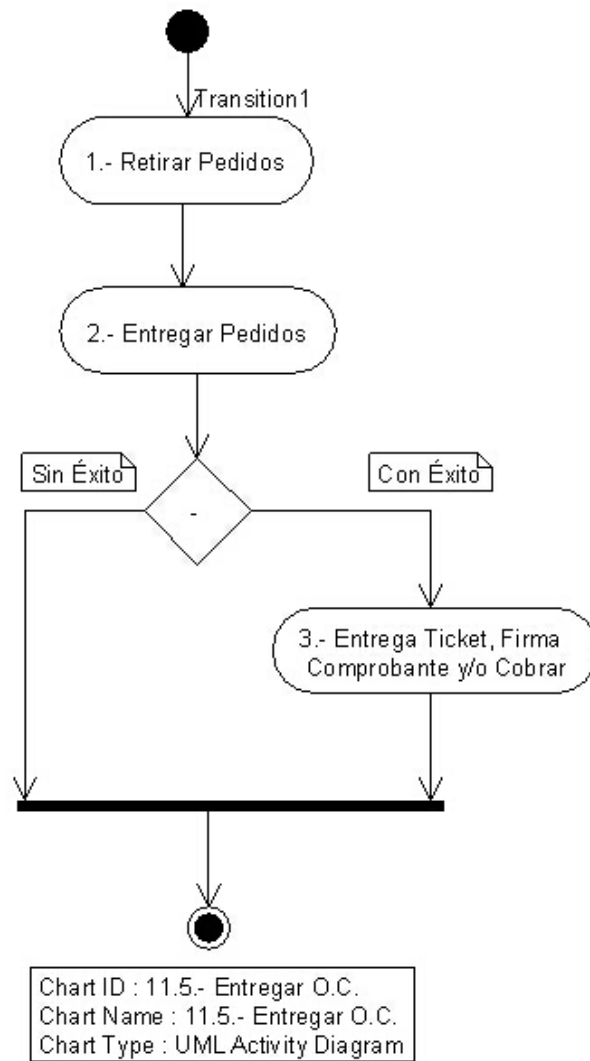 Transition1
1.- Retirar Pedidos
2.- Entregar Pedidos
Sin Éxito
Con Éxito
-
3.- Entrega Ticket, Firma
Comprobante y/o Cobrar
Chart ID : 11.5.- Entregar O.C.
Chart Name : 11.5.- Entregar O.C.
Chart Type : UML Activity Diagram